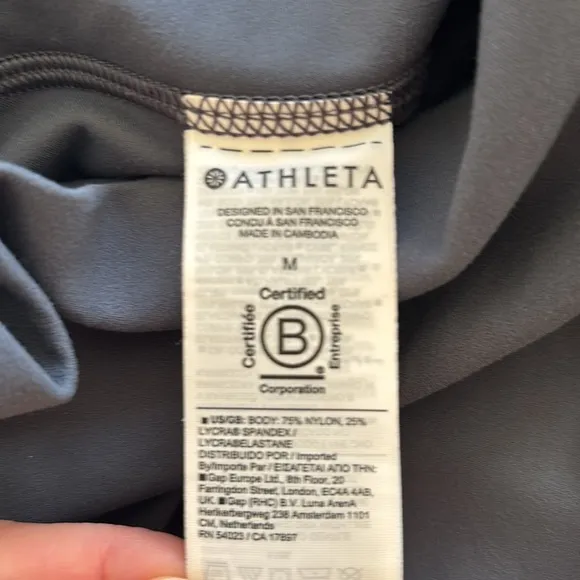 ATHLETA
DESIGNED IN SAN FRANCISCO
CONÇU À SAN FRANCISCO
MADE IN CAMBODIA
M
Certified
Certifiée
B
®
Entreprise
Corporation
■ US/GB: BODY: 75% NYLON, 25%
LYCRA® SPANDEX /
LYCRA®ELASTANE
DISTRIBUIDO POR / Imported
By/Importe Par / ΕΙΣΑΓΕΤΑΙ ΑΠΟ ΤΗΝ:
■Gap Europe Ltd., 8th Floor, 20
Farringdon Street, London, EC4A 4AB,
UK. ■Gap (RHC) B.V. Luna ArenA
Herikerbergweg 238 Amsterdam 1101
CM, Netherlands
RN 54023 / CA 17897